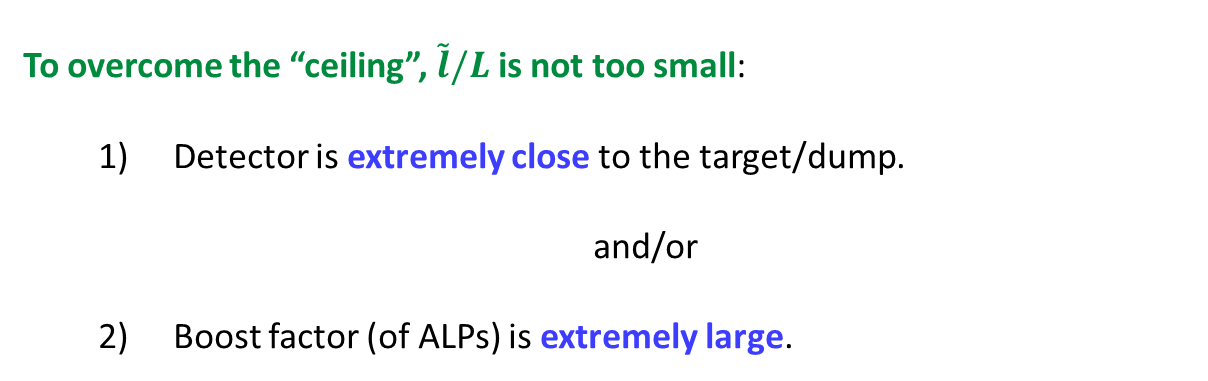 To overcome the “ceiling”, l̃/L is not too small:
1) Detector is extremely close to the target/dump.
and/or
2) Boost factor (of ALPs) is extremely large.